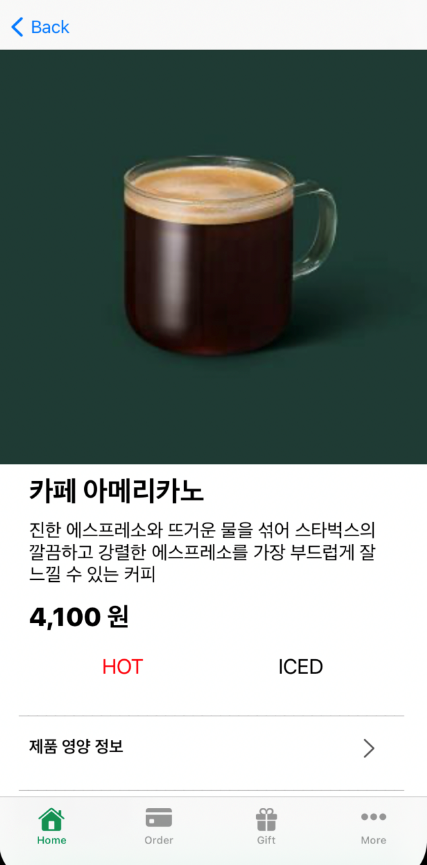 Back
카페 아메리카노
진한 에스프레소와 뜨거운 물을 섞어 스타벅스의
깔끔하고 강렬한 에스프레소를 가장 부드럽게 잘
느낄 수 있는 커피
4,100 원
HOT ICED
제품 영양 정보
Home Order Gift More